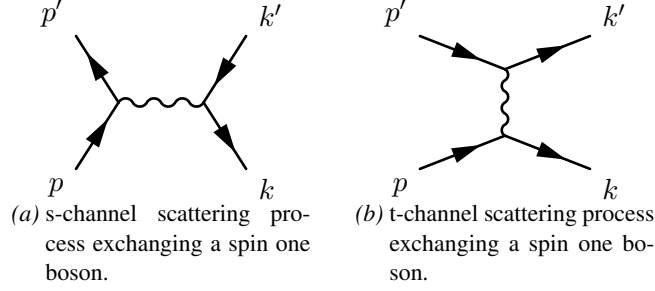 p′ k′ p′ k′
p k p k
(a) s-channel scattering pro-
cess exchanging a spin one
boson.
(b) t-channel scattering process
exchanging a spin one bo-
son.